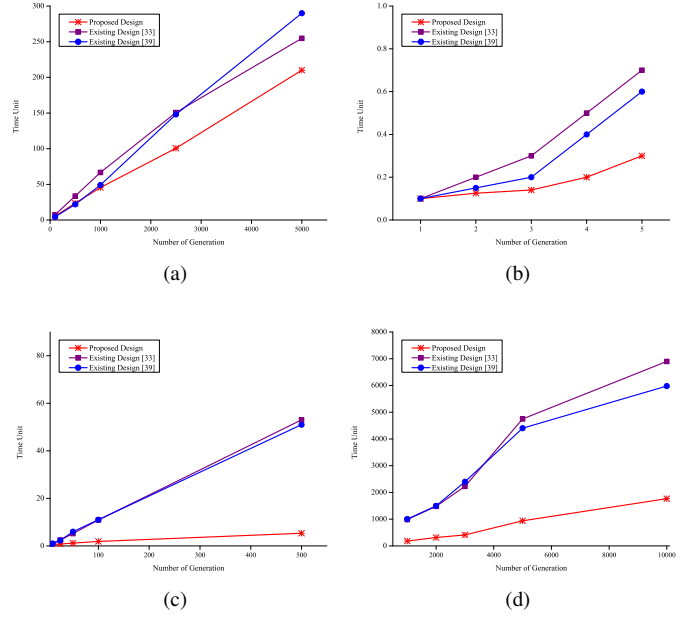 300
250
200
150
100
50
0
Time Unit
Proposed Design
Existing Design [33]
Existing Design [39]
0 1000 2000 3000 4000 5000
Number of Generation
(a)
1.0
0.8
0.6
0.4
0.2
0.0
Time Unit
Proposed Design
Existing Design [33]
Existing Design [39]
1 2 3 4 5
Number of Generation
(b)
80
60
40
20
0
Time Unit
Proposed Design
Existing Design [33]
Existing Design [39]
100 200 300 400 500
Number of Generation
(c)
8000
7000
6000
5000
4000
3000
2000
1000
0
Time Unit
Proposed Design
Existing Design [33]
Existing Design [39]
2000 4000 6000 8000 10000
Number of Generation
(d)